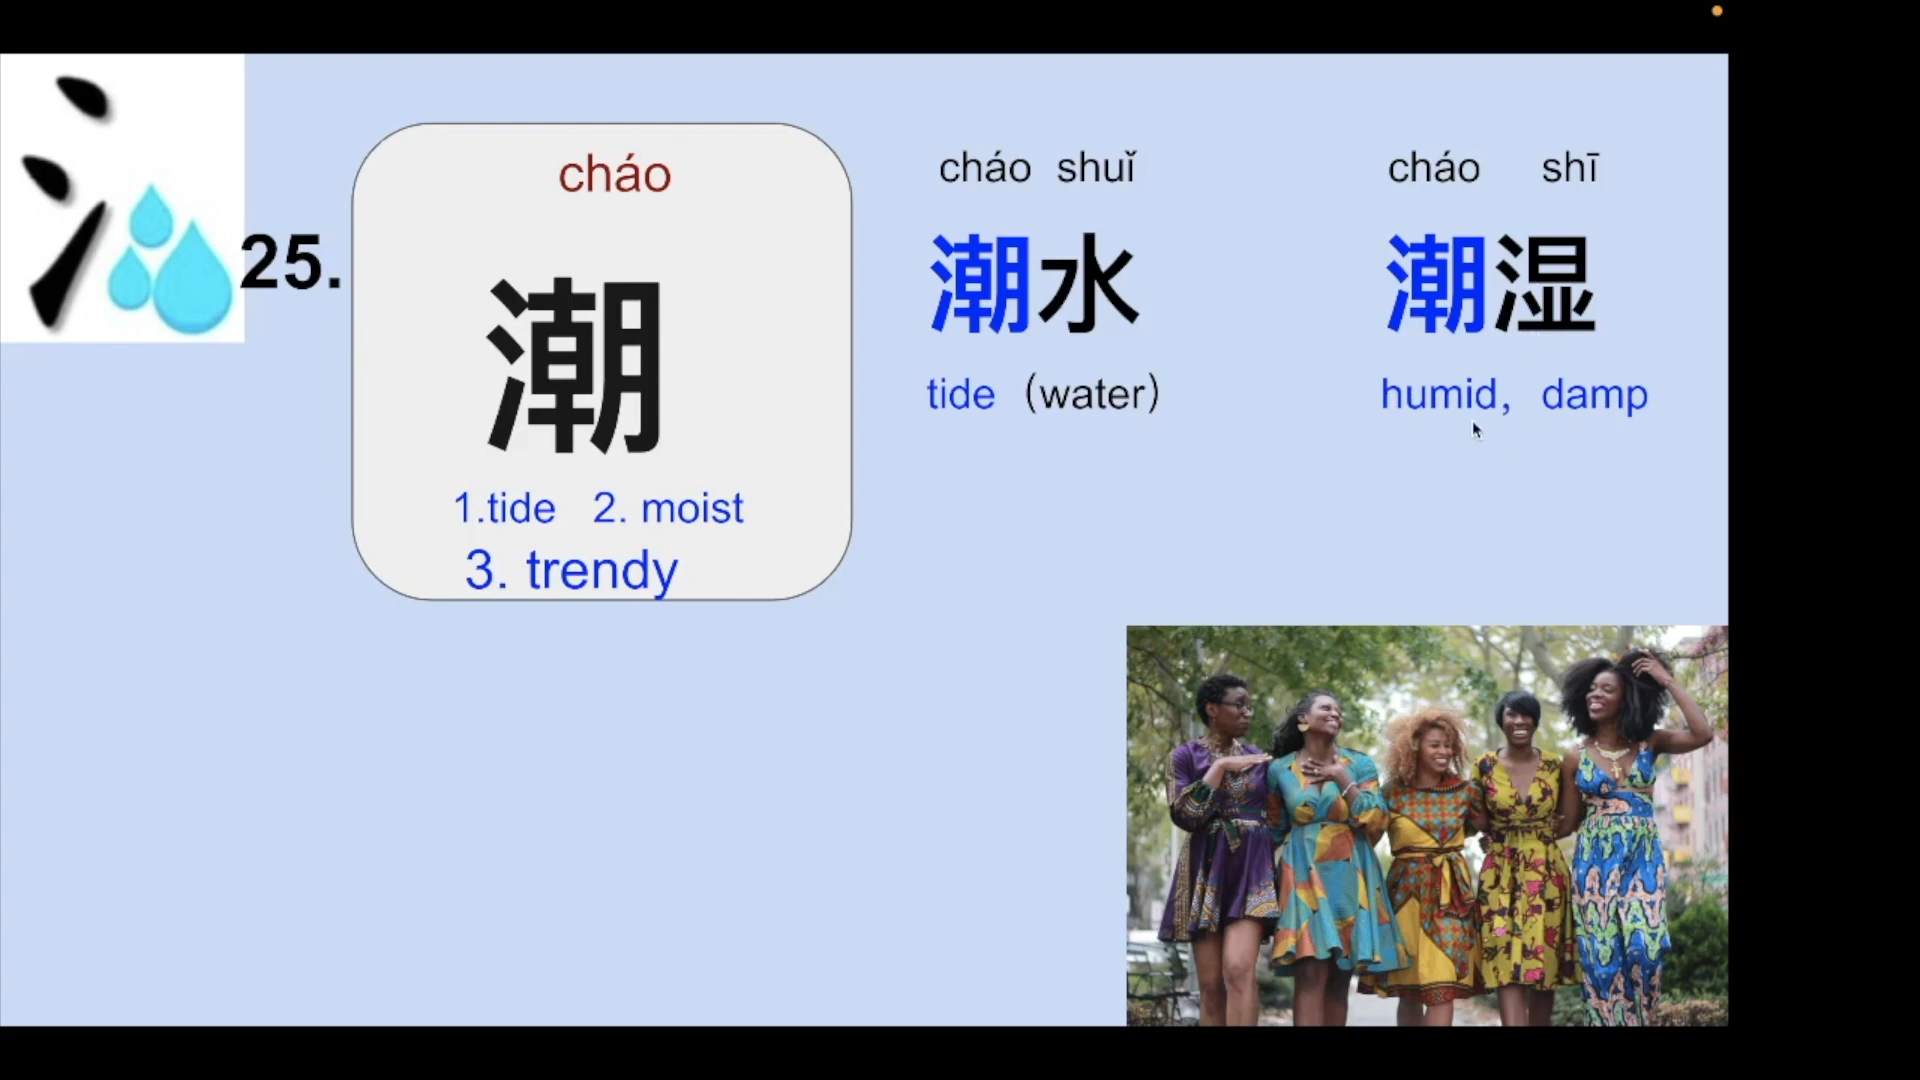 氵
25.
cháo
潮
1.tide 2. moist
3. trendy
cháo shuǐ
潮水
tide（water）
cháo shī
潮湿
humid，damp